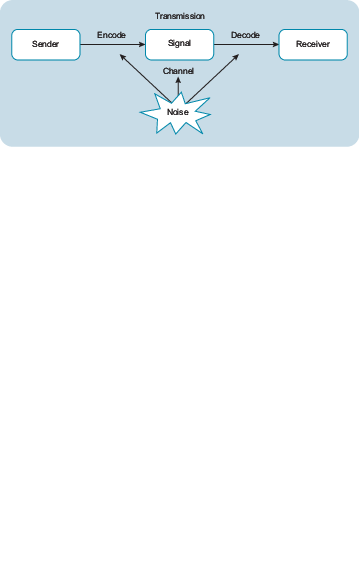 Transmission
Encode
Decode
Sender
Signal
Receiver
Channel
Noise